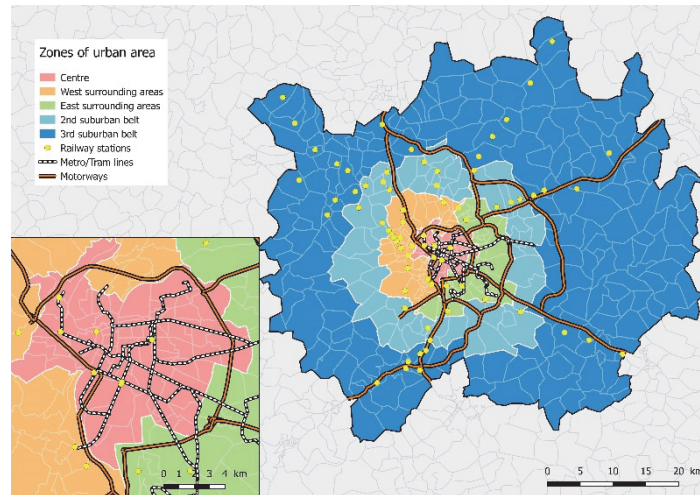 Zones of urban area
Centre
West surrounding areas
East surrounding areas
2nd suburban belt
3rd suburban belt
Railway stations
Metro/Tram lines
Motorways
0 1 2 3 4 km
0 5 10 15 20 km